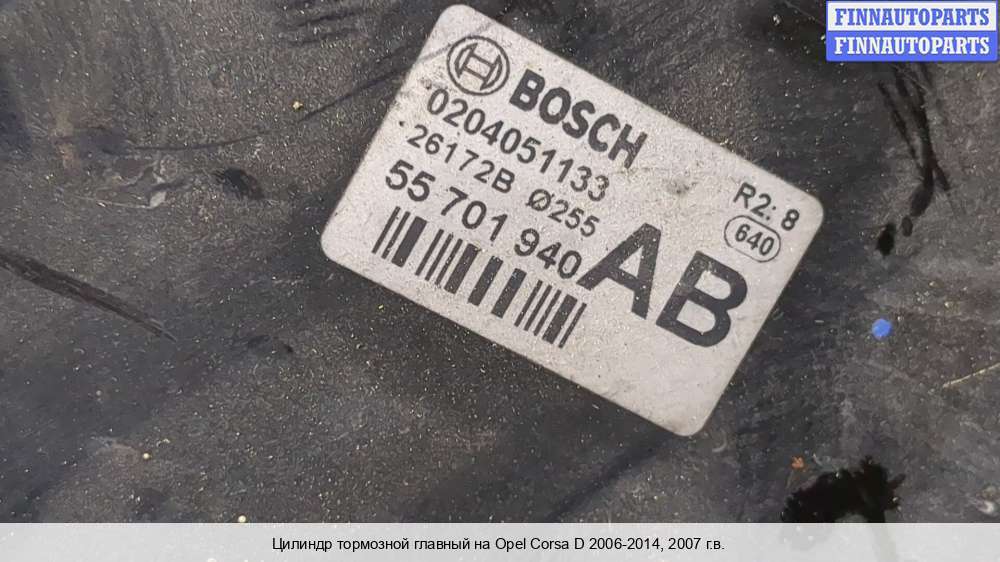 FINNAUTOPARTS
FINNAUTOPARTS
BOSCH
0204051133
26172B Ø255
55 701 940
AB
R2: 8
640
Цилиндр тормозной главный на Opel Corsa D 2006-2014, 2007 г.в.